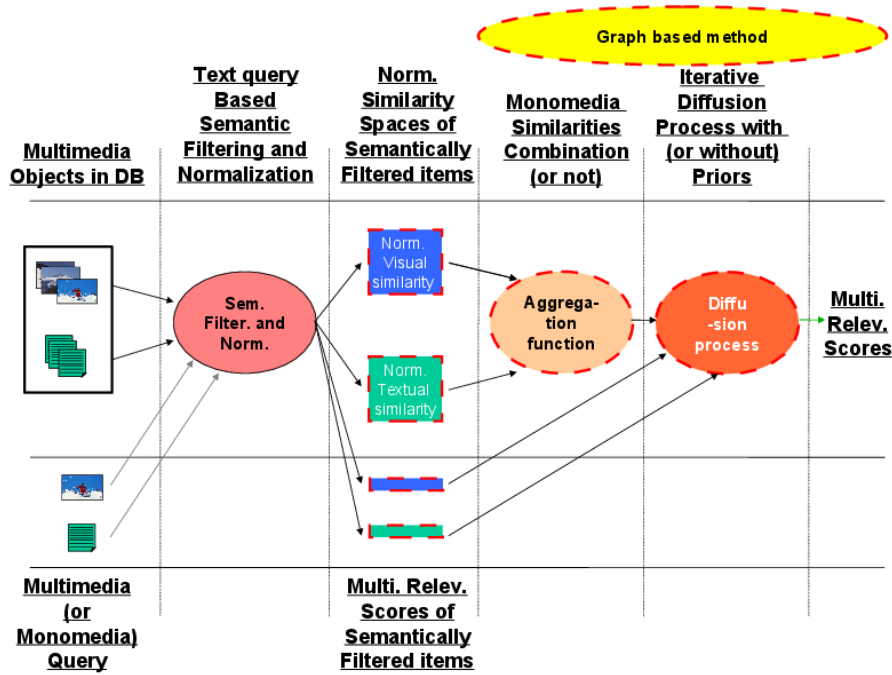 Graph based method
Multimedia
Objects in DB
Text query
Based
Semantic
Filtering and
Normalization
Norm.
Similarity
Spaces of
Semantically
Filtered items
Monomedia
Similarities
Combination
(or not)
Iterative
Diffusion
Process with
(or without)
Priors
Sem.
Filter. and
Norm.
Norm.
Visual
similarity
Norm.
Textual
similarity
Aggrega-
tion
function
Diffu
-sion
process
Multi.
Relev.
Scores
Multimedia
(or
Monomedia)
Query
Multi. Relev.
Scores of
Semantically
Filtered items